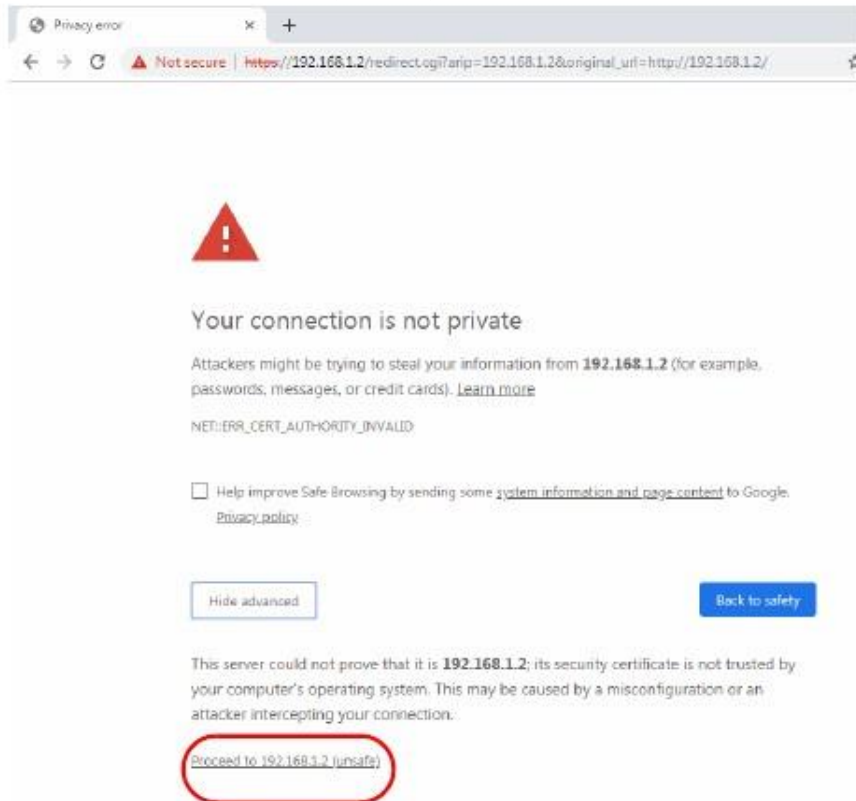 Privacy error
Not secure | https://192.168.1.2/redirect.cgi?arip=192.168.1.2&original_url=http://192.168.1.2/
Your connection is not private
Attackers might be trying to steal your information from 192.168.1.2 (for example,
passwords, messages, or credit cards). Learn more
NET::ERR_CERT_AUTHORITY_INVALID
Help improve Safe Browsing by sending some system information and page content to Google.
Privacy policy
Hide advanced
Back to safety
This server could not prove that it is 192.168.1.2; its security certificate is not trusted by
your computer's operating system. This may be caused by a misconfiguration or an
attacker intercepting your connection.
Proceed to 192.168.1.2 (unsafe)